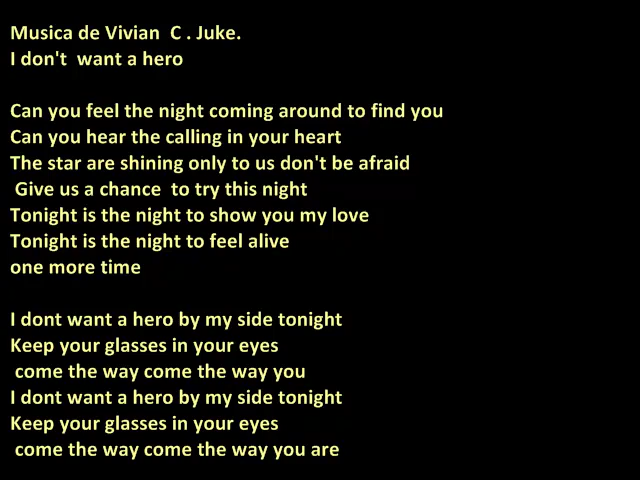 Musica de Vivian  C . Juke.
I don't  want a hero
Can you feel the night coming around to find you
Can you hear the calling in your heart
The star are shining only to us don't be afraid
Give us a chance  to try this night
Tonight is the night to show you my love
Tonight is the night to feel alive
one more time
I dont want a hero by my side tonight
Keep your glasses in your eyes
come the way come the way you
I dont want a hero by my side tonight
Keep your glasses in your eyes
come the way come the way you are